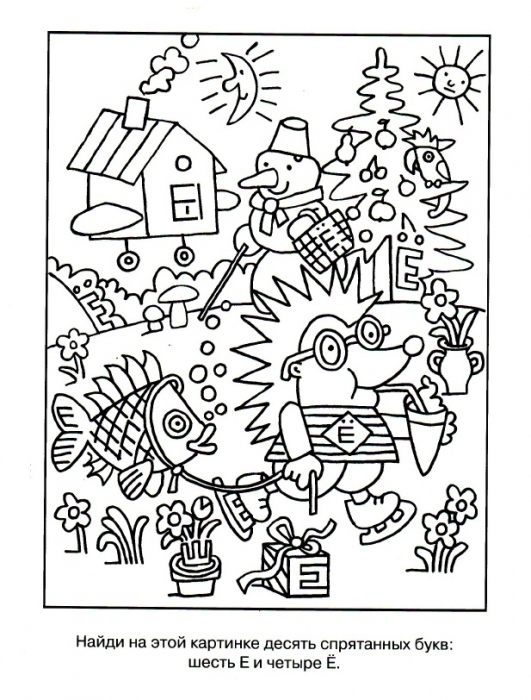 Е
Е
Ё
Ё
Е
Найди на этой картинке десять спрятанных букв:
шесть Е и четыре Ё.